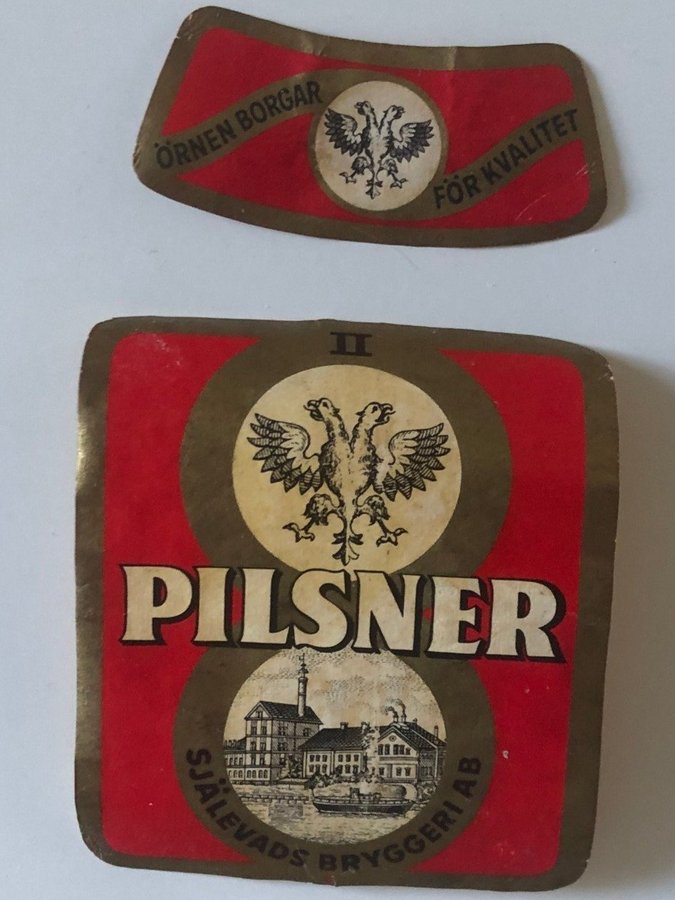 ÖRNEN BORGAR
FÖR KVALITET
II
PILSNER
SJÄLEVADS BRYGGERI AB